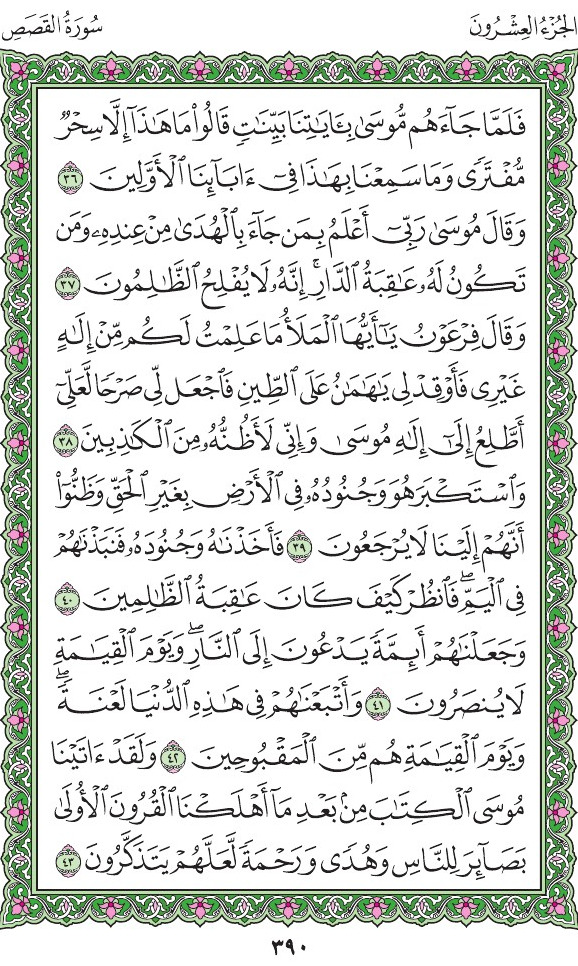 الجُزْءُ العِشْرُونَ
سُورَةُ القَصَصِ
فَلَمَّا جَآءَهُم مُّوسَىٰ بِـَٔايَـٰتِنَا بَيِّنَـٰتٖ قَالُواْ مَا هَـٰذَآ إِلَّا سِحۡرٞ
مُّفۡتَرٗى وَمَا سَمِعۡنَا بِهَـٰذَا فِيٓ ءَابَآئِنَا ٱلۡأَوَّلِينَ ٣٦
وَقَالَ مُوسَىٰ رَبِّيٓ أَعۡلَمُ بِمَن جَآءَ بِٱلۡهُدَىٰ مِنۡ عِندِهِۦ وَمَن
تَكُونُ لَهُۥ عَـٰقِبَةُ ٱلدَّارِۚ إِنَّهُۥ لَا يُفۡلِحُ ٱلظَّـٰلِمُونَ ٣٧
وَقَالَ فِرۡعَوۡنُ يَـٰٓأَيُّهَا ٱلۡمَلَأُ مَا عَلِمۡتُ لَكُم مِّنۡ إِلَـٰهٍ
غَيۡرِي فَأَوۡقِدۡ لِي يَـٰهَـٰمَـٰنُ عَلَى ٱلطِّينِ فَٱجۡعَل لِّي صَرۡحٗا لَّعَلِّيٓ
أَطَّلِعُ إِلَىٰٓ إِلَـٰهِ مُوسَىٰ وَإِنِّي لَأَظُنُّهُۥ مِنَ ٱلۡكَـٰذِبِينَ ٣٨
وَٱسۡتَكۡبَرَ هُوَ وَجُنُودُهُۥ فِي ٱلۡأَرۡضِ بِغَيۡرِ ٱلۡحَقِّ وَظَنُّوٓاْ
أَنَّهُمۡ إِلَيۡنَا لَا يُرۡجَعُونَ ٣٩ فَأَخَذۡنَـٰهُ وَجُنُودَهُۥ فَنَبَذۡنَـٰهُمۡ
فِي ٱلۡيَمِّۖ فَٱنظُرۡ كَيۡفَ كَانَ عَـٰقِبَةُ ٱلظَّـٰلِمِينَ ٤٠
وَجَعَلۡنَـٰهُمۡ أَئِمَّةٗ يَدۡعُونَ إِلَى ٱلنَّارِۖ وَيَوۡمَ ٱلۡقِيَـٰمَةِ
لَا يُنصَرُونَ ٤١ وَأَتۡبَعۡنَـٰهُمۡ فِي هَـٰذِهِ ٱلدُّنۡيَا لَعۡنَةٗۖ
وَيَوۡمَ ٱلۡقِيَـٰمَةِ هُم مِّنَ ٱلۡمَقۡبُوحِينَ ٤٢ وَلَقَدۡ ءَاتَيۡنَا
مُوسَى ٱلۡكِتَـٰبَ مِنۢ بَعۡدِ مَآ أَهۡلَكۡنَا ٱلۡقُرُونَ ٱلۡأُولَىٰ
بَصَآئِرَ لِلنَّاسِ وَهُدٗى وَرَحۡمَةٗ لَّعَلَّهُمۡ يَتَذَكَّرُونَ ٤٣
٣٩٠